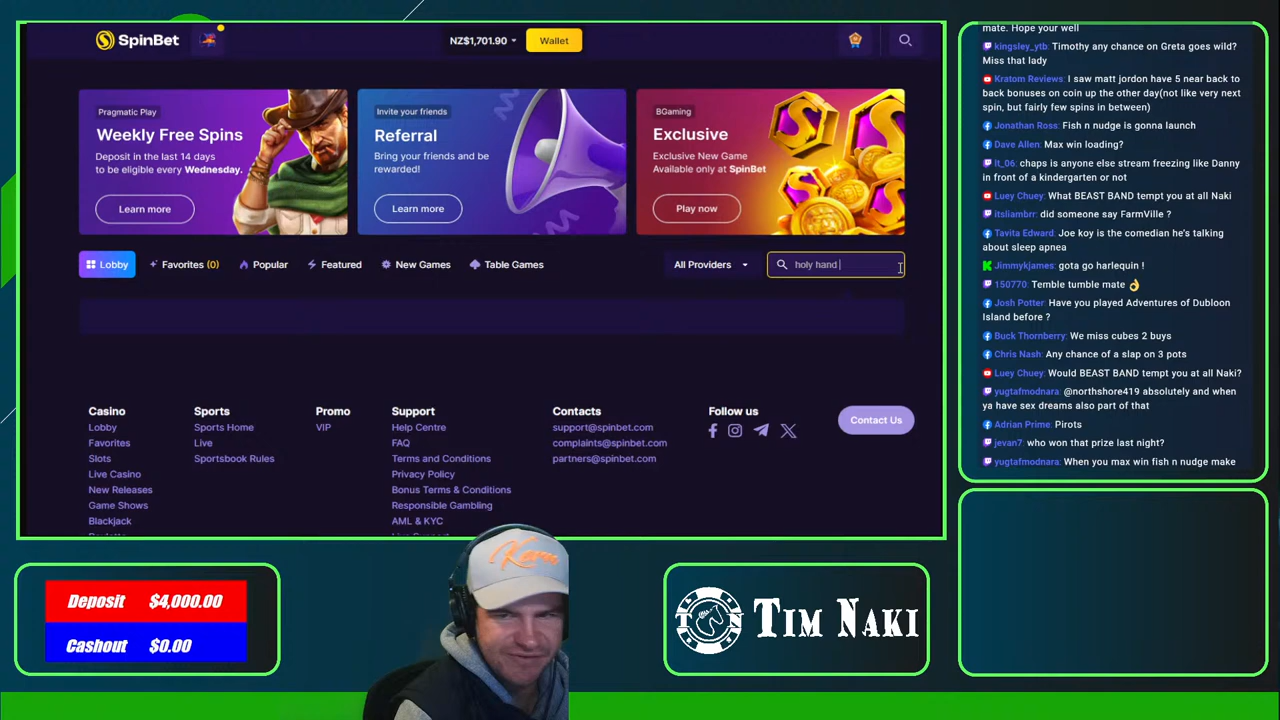 SpinBet
NZ$1,701.90
Wallet
Pragmatic Play
Weekly Free Spins
Deposit in the last 14 days
to be eligible every Wednesday.
Learn more
Invite your friends
Referral
Bring your friends and be
rewarded!
Learn more
BGaming
Exclusive
Exclusive New Game
Available only at SpinBet
Play now
Lobby
Favorites (0)
Popular
Featured
New Games
Table Games
All Providers
holy hand
Casino
Lobby
Favorites
Slots
Live Casino
New Releases
Game Shows
Blackjack
Sports
Sports Home
Live
Sportsbook Rules
Promo
VIP
Support
Help Centre
FAQ
Terms and Conditions
Privacy Policy
Bonus Terms & Conditions
Responsible Gambling
AML & KYC
Contacts
support@spinbet.com
complaints@spinbet.com
partners@spinbet.com
Follow us
Contact Us
mate. Hope your well
kingsley_ytb: Timothy any chance on Greta goes wild?
Miss that lady
Kratom Reviews: I saw matt jordon have 5 near back to
back bonuses on coin up the other day(not like very next
spin, but fairly few spins in between)
Jonathan Ross: Fish n nudge is gonna launch
Dave Allen: Max win loading?
lt_06: chaps is anyone else stream freezing like Danny
in front of a kindergarten or not
Luey Chuey: What BEAST BAND tempt you at all Naki
itsliambrr: did someone say FarmVille ?
Tavita Edward: Joe koy is the comedian he's talking
about sleep apnea
Jimmykjames: gota go harlequin !
150770: Temble tumble mate 👌
Josh Potter: Have you played Adventures of Dubloon
Island before ?
Buck Thornberry: We miss cubes 2 buys
Chris Nash: Any chance of a slap on 3 pots
Luey Chuey: Would BEAST BAND tempt you at all Naki?
yugtafmodnara: @northshore419 absolutely and when
ya have sex dreams also part of that
Adrian Prime: Pirots
jevan7: who won that prize last night?
yugtafmodnara: When you max win fish n nudge make
Deposit $4,000.00
Cashout $0.00
TIM NAKI